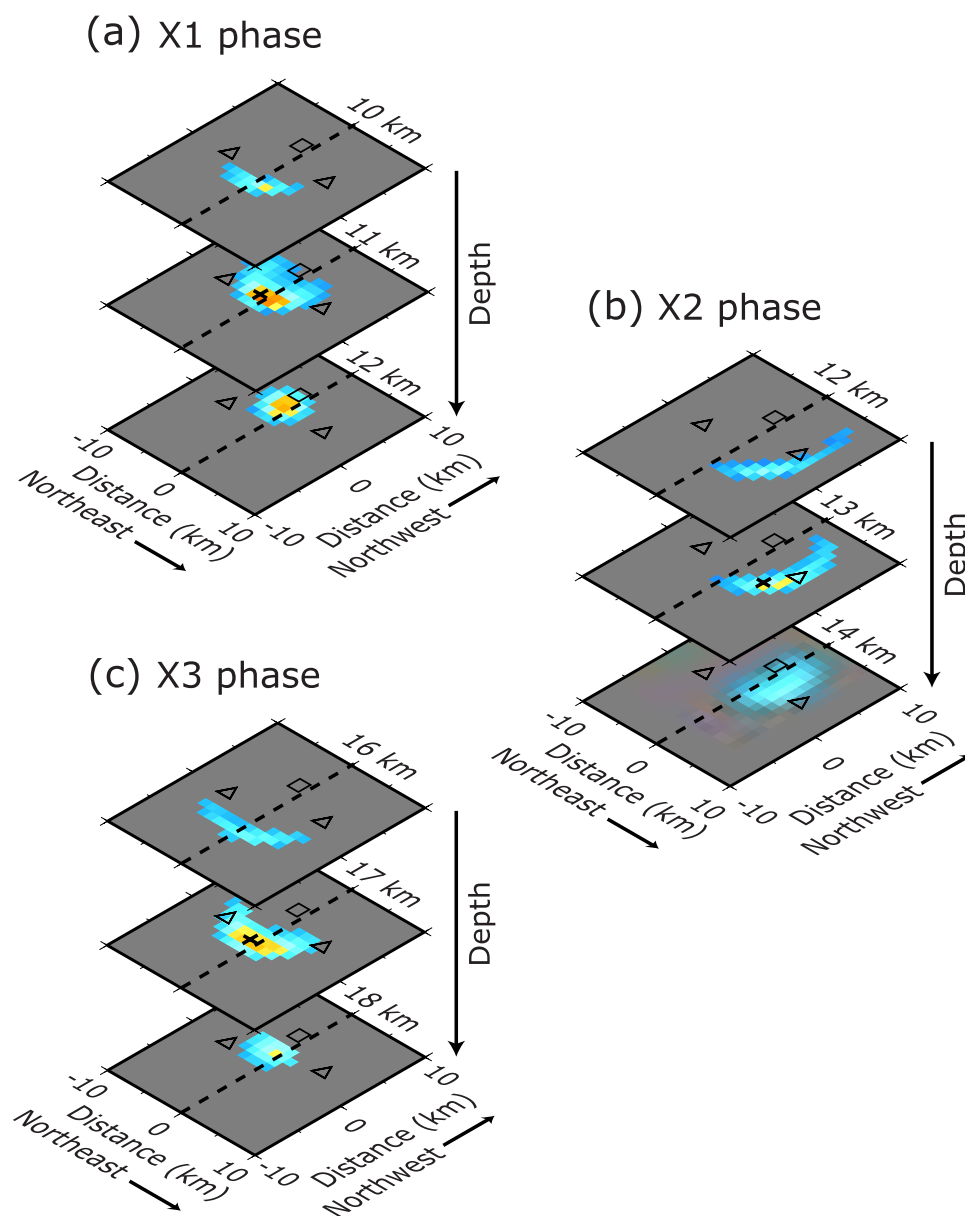 (a) X1 phase
10 km
11 km
12 km
Depth
-10
0
10
Distance (km)
Northeast
-10
0
10
Distance (km)
Northwest
(b) X2 phase
12 km
13 km
14 km
Depth
-10
0
10
Distance (km)
Northeast
-10
0
10
Distance (km)
Northwest
(c) X3 phase
16 km
17 km
18 km
Depth
-10
0
10
Distance (km)
Northeast
-10
0
10
Distance (km)
Northwest